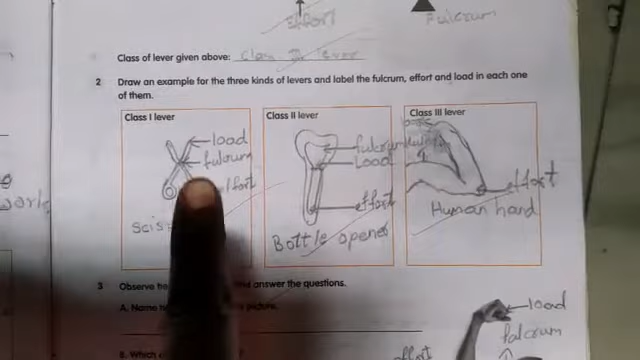 effort
Fulcrum
Class of lever given above: Class III lever
2 Draw an example for the three kinds of levers and label the fulcrum, effort and load in each one
of them.
Class I lever
load
fulcrum
Class II lever
fulcrum
Load
effort
Bottle opener
Class III lever
effort
Human hand
work
3 Observe
answer the questions.
A. Name
picture.
load
fulcrum
B. Which
effort